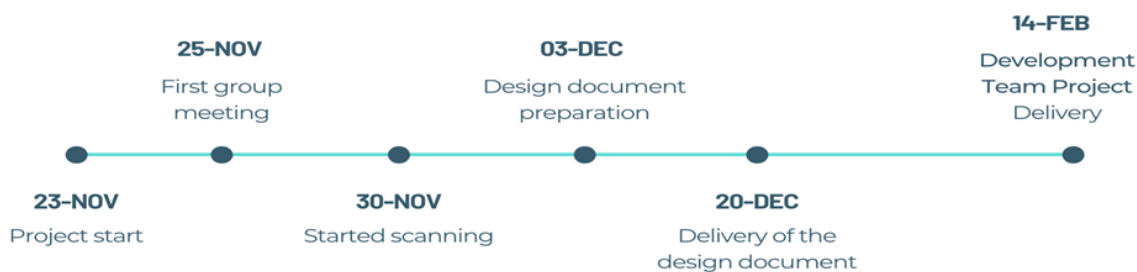 23-NOV
Project start
25-NOV
First group
meeting
30-NOV
Started scanning
03-DEC
Design document
preparation
20-DEC
Delivery of the
design document
14-FEB
Development
Team Project
Delivery